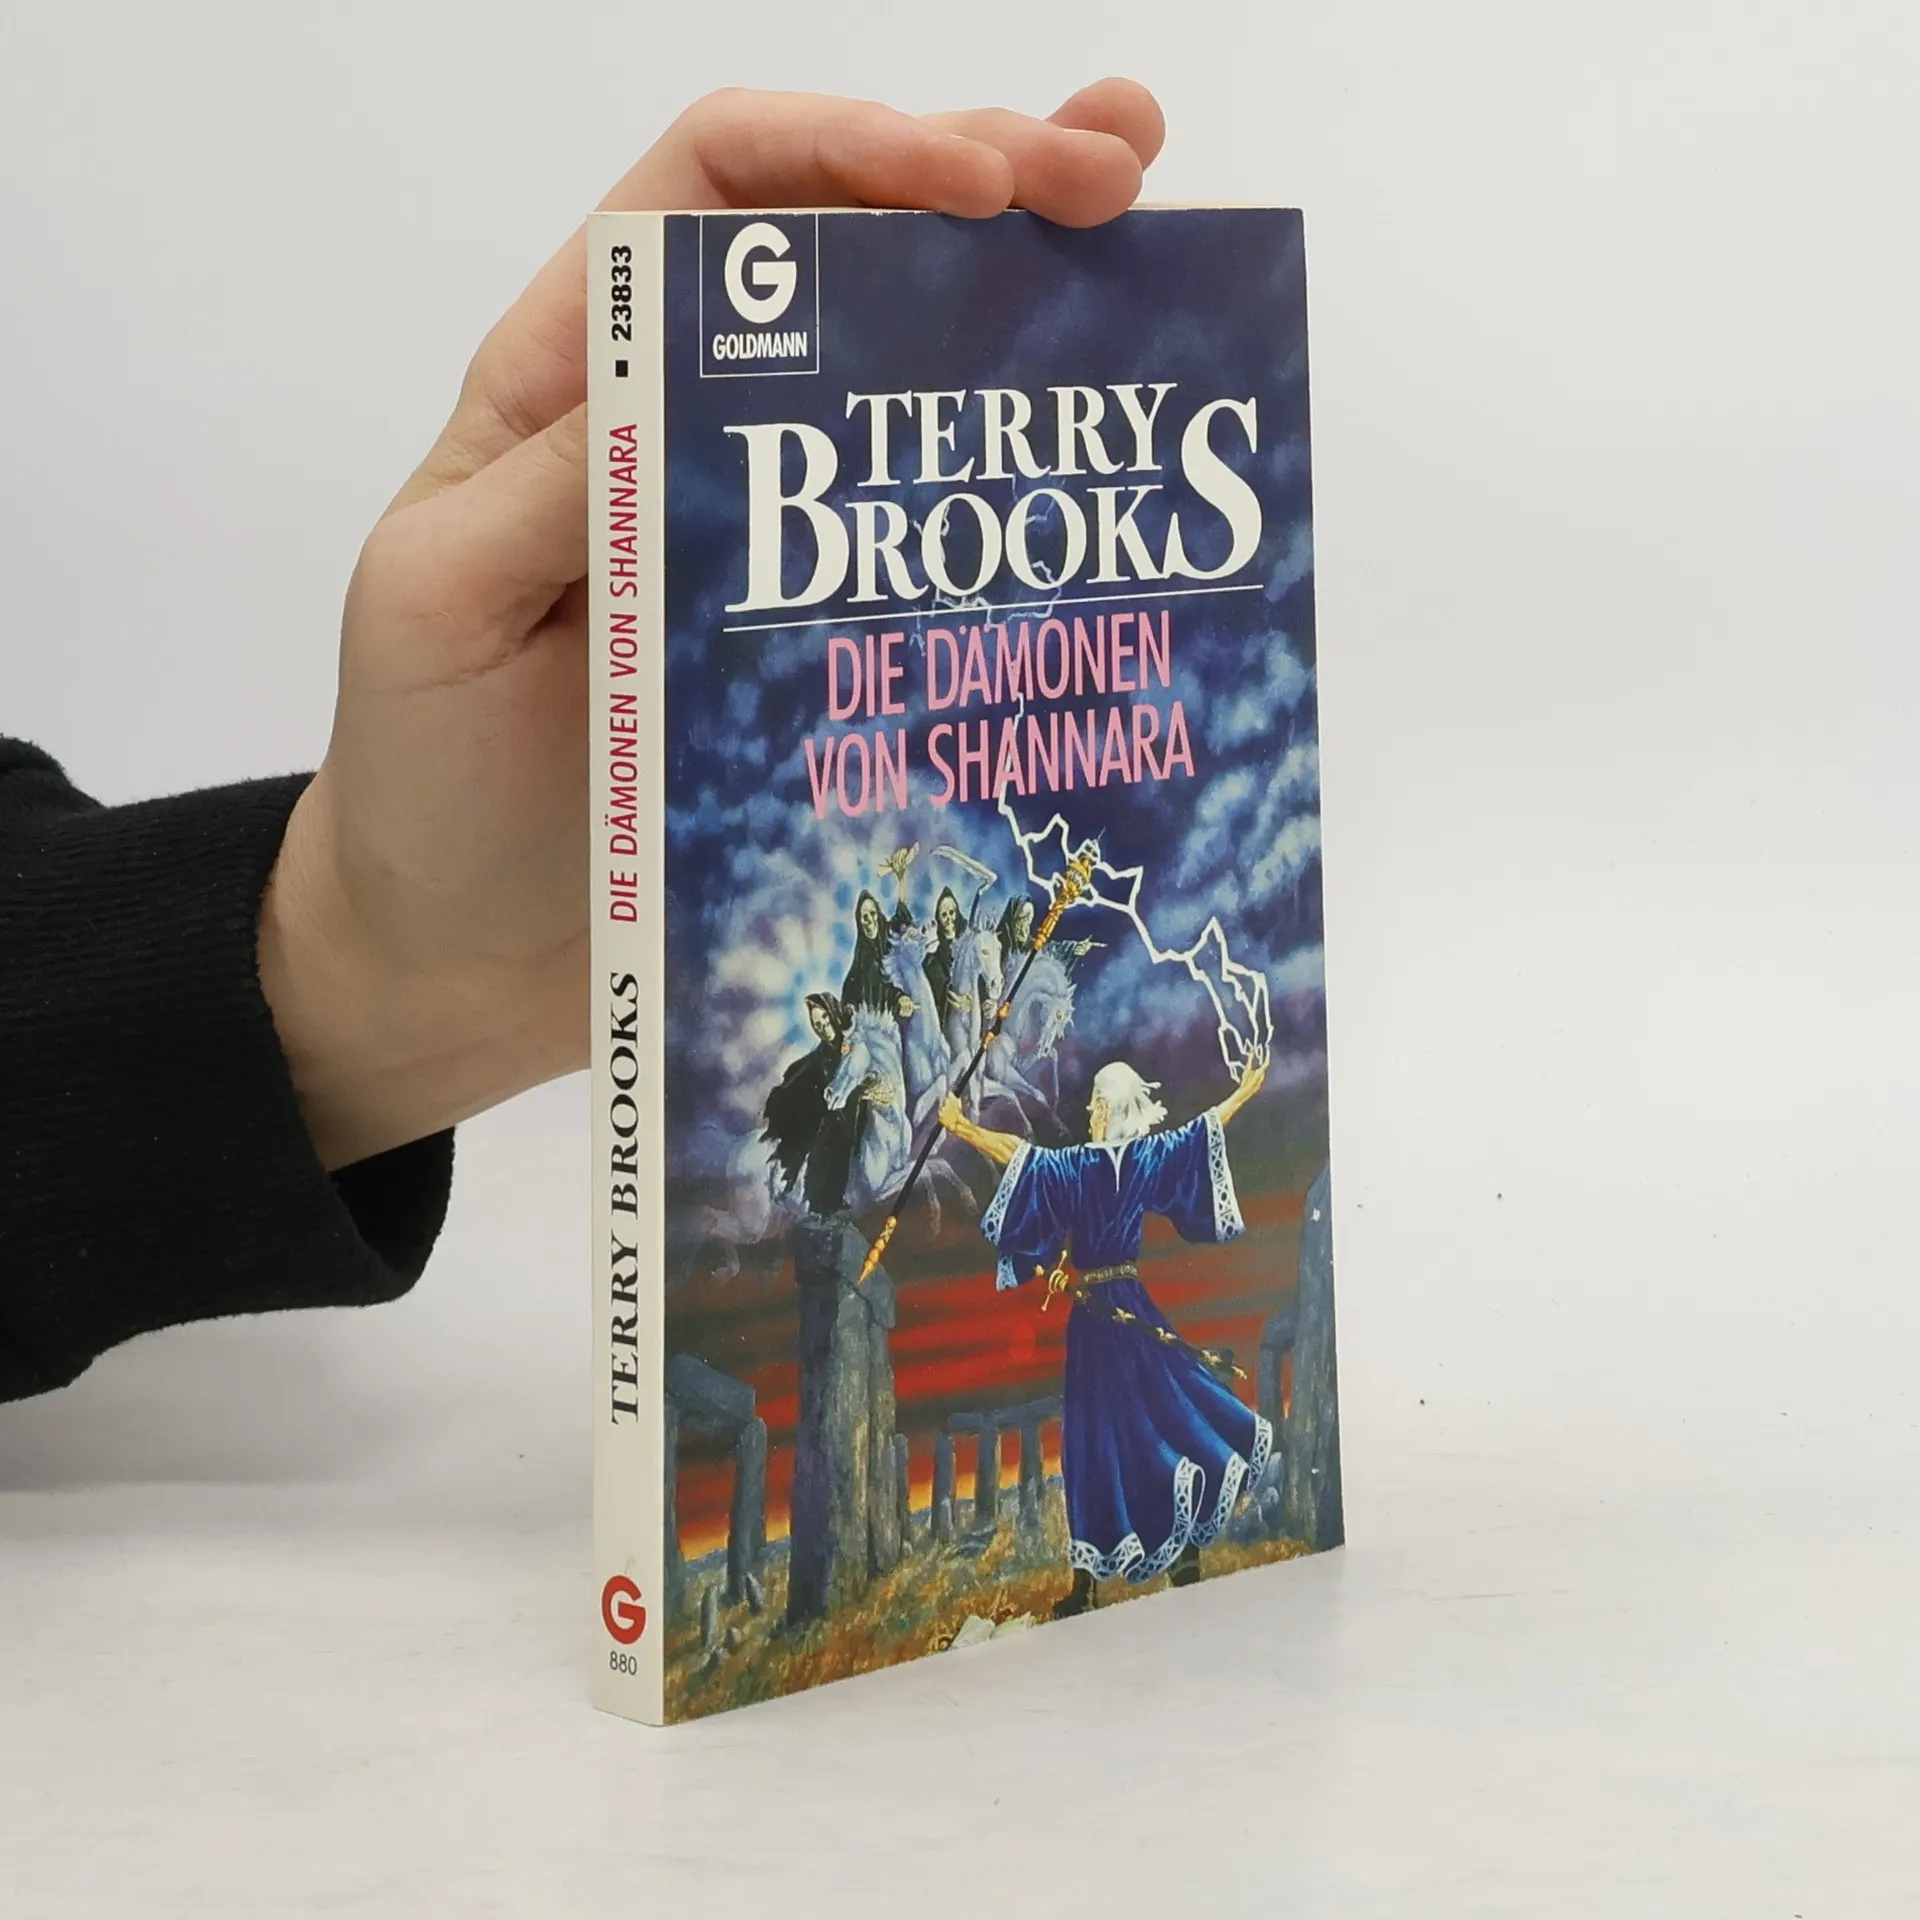 23833
DIE DÄMONEN VON SHANNARA
TERRY BROOKS
G
880
G
GOLDMANN
TERRY
BROOKS
DIE DÄMONEN
VON SHANNARA